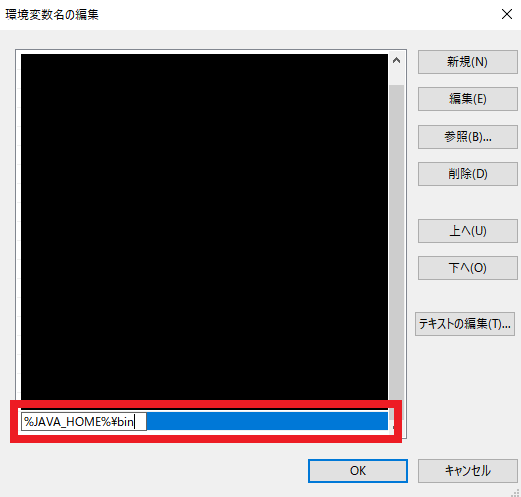 環境変数名の編集
新規(N)
編集(E)
参照(B)...
削除(D)
上へ(U)
下へ(O)
テキストの編集(T)...
%JAVA_HOME%¥bin
OK
キャンセル